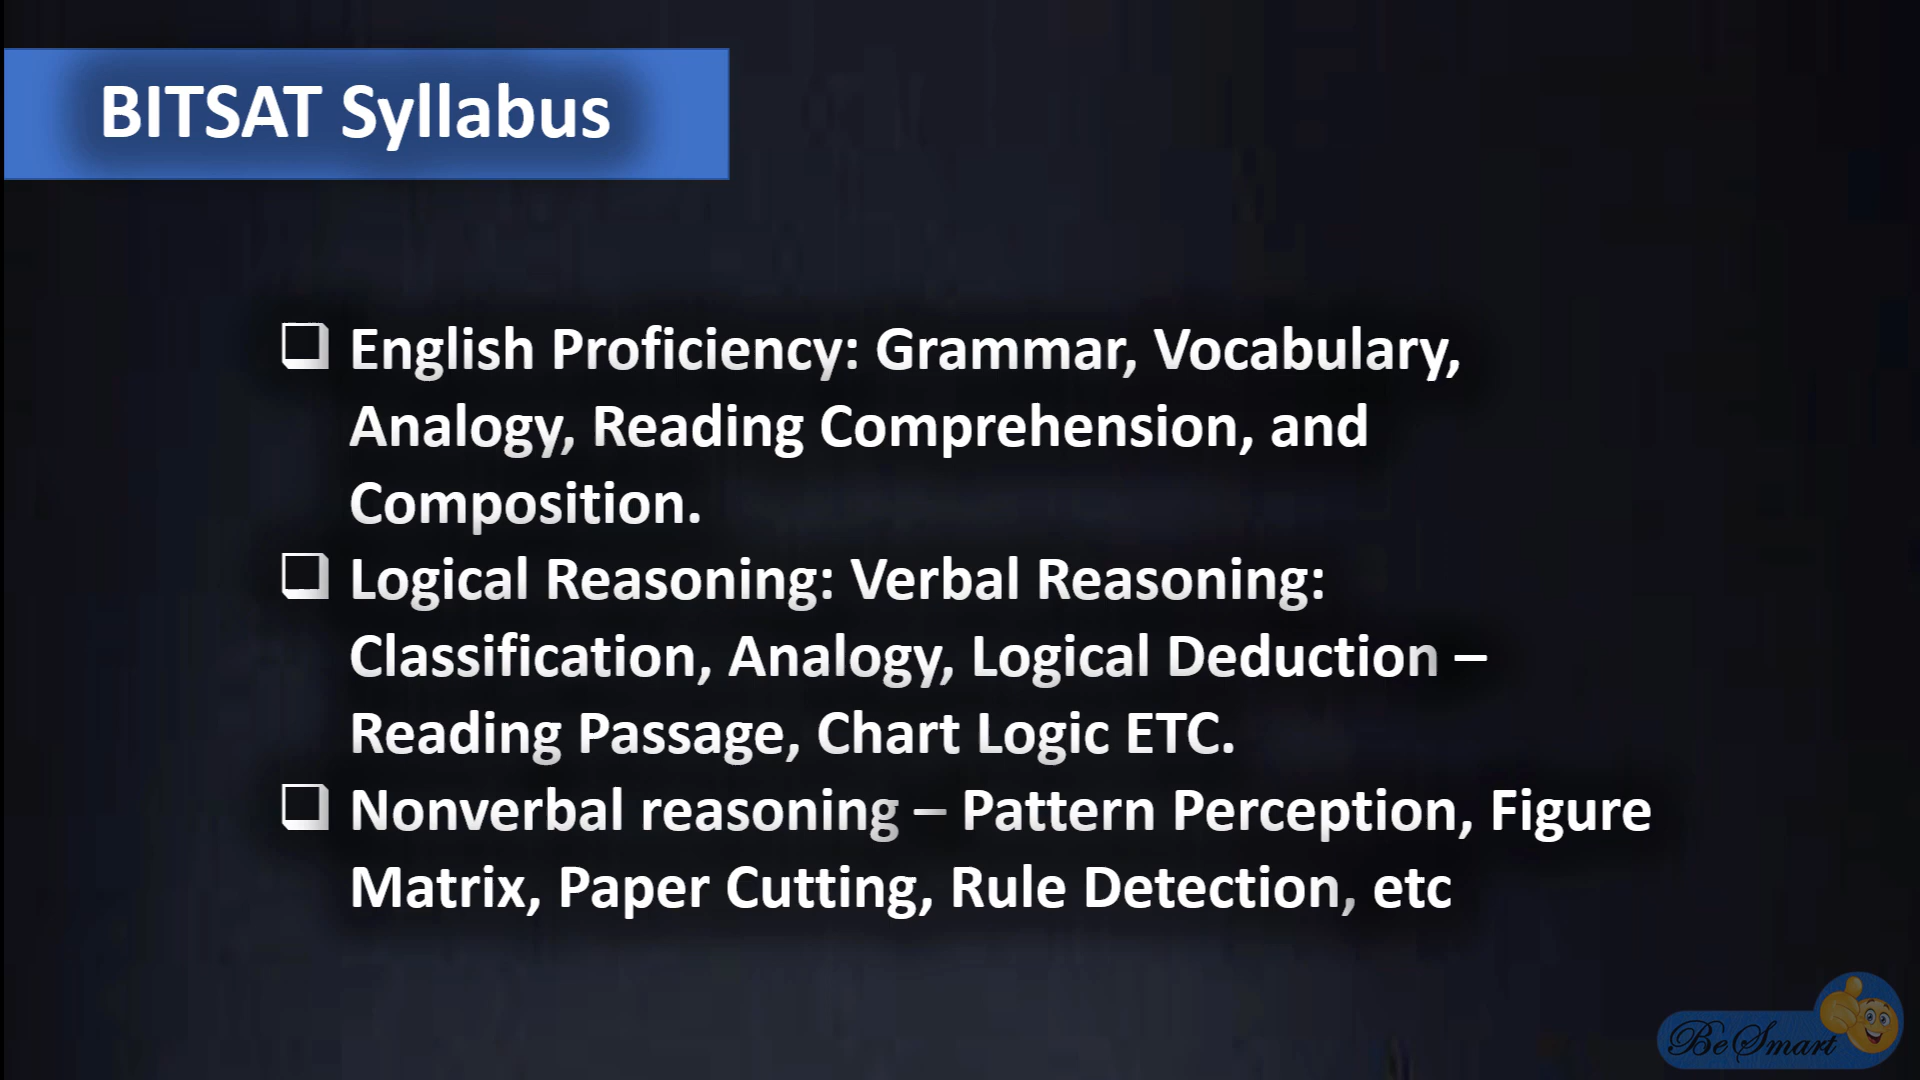 BITSAT Syllabus
English Proficiency: Grammar, Vocabulary,
Analogy, Reading Comprehension, and
Composition.
Logical Reasoning: Verbal Reasoning:
Classification, Analogy, Logical Deduction –
Reading Passage, Chart Logic ETC.
Nonverbal reasoning – Pattern Perception, Figure
Matrix, Paper Cutting, Rule Detection, etc
Be Smart